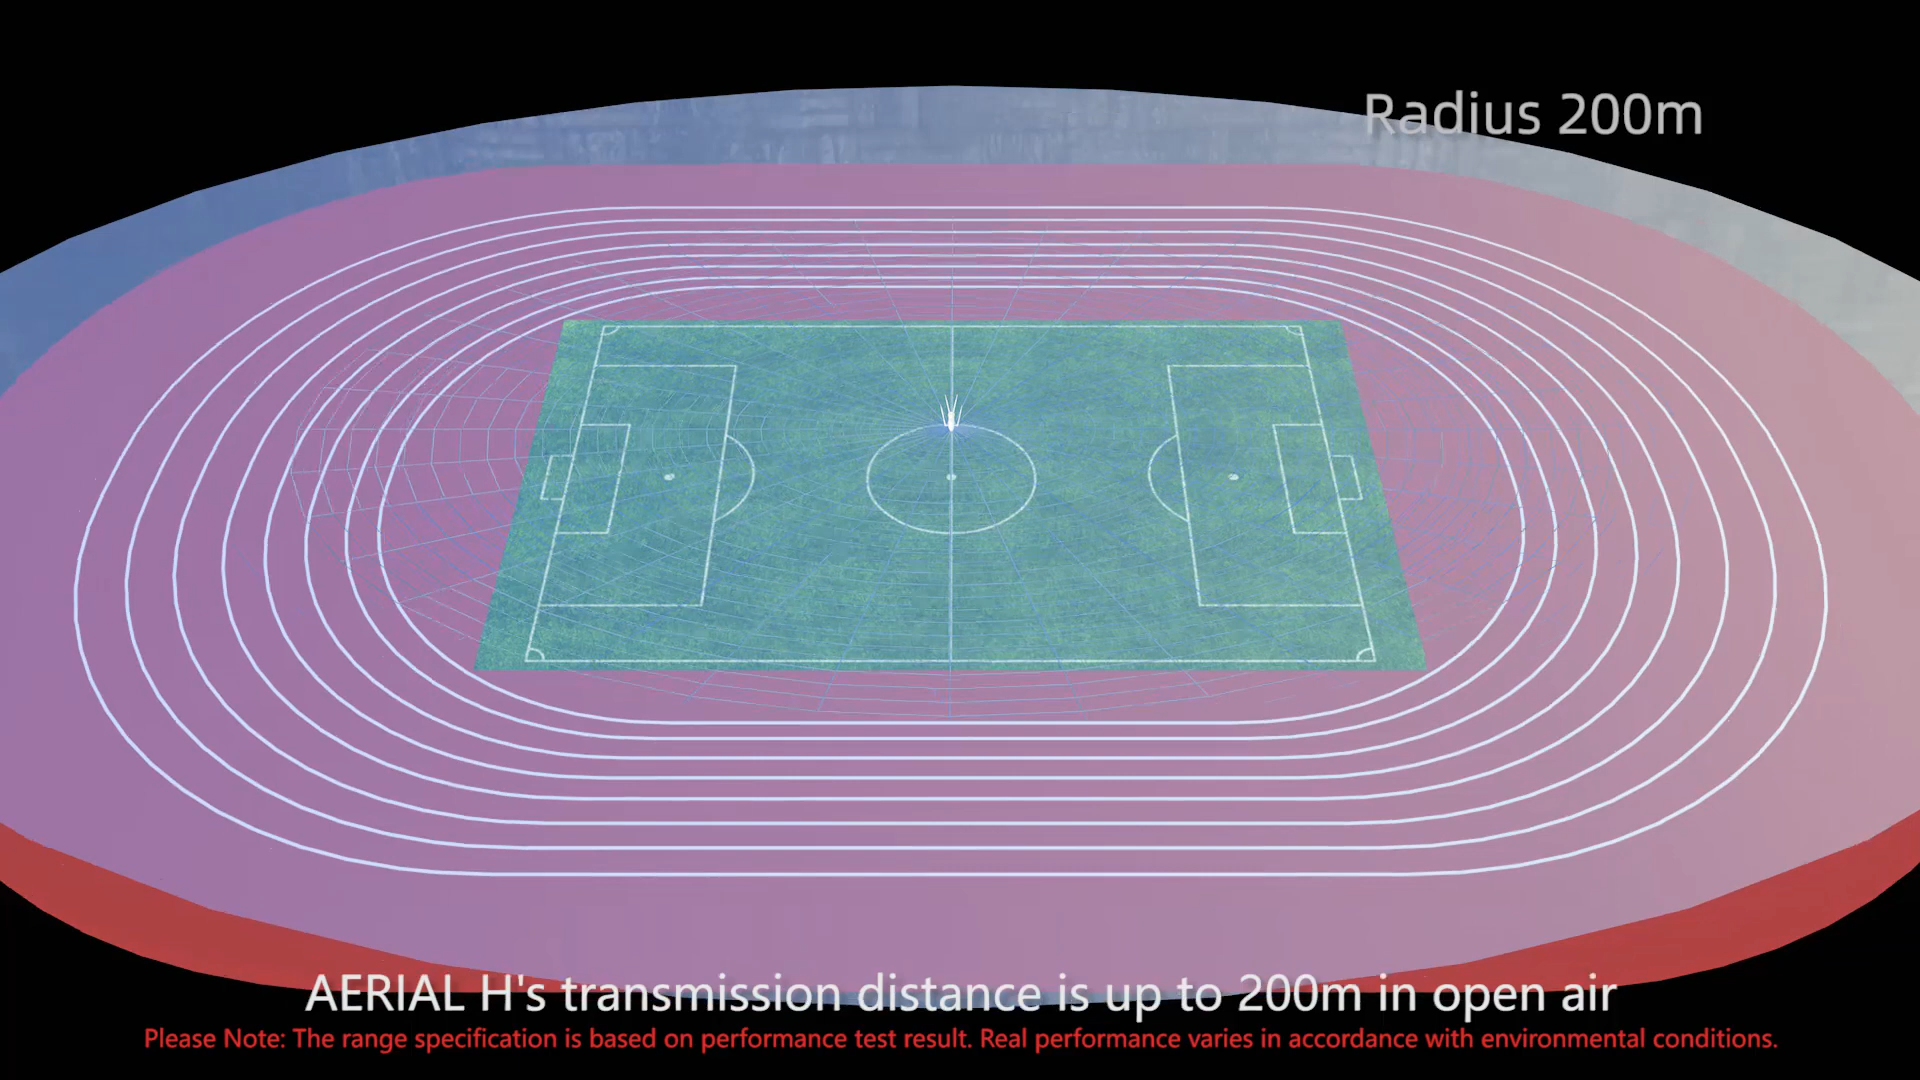 Radius 200m
AERIAL H's transmission distance is up to 200m in open air
Please Note: The range specification is based on performance test result. Real performance varies in accordance with environmental conditions.